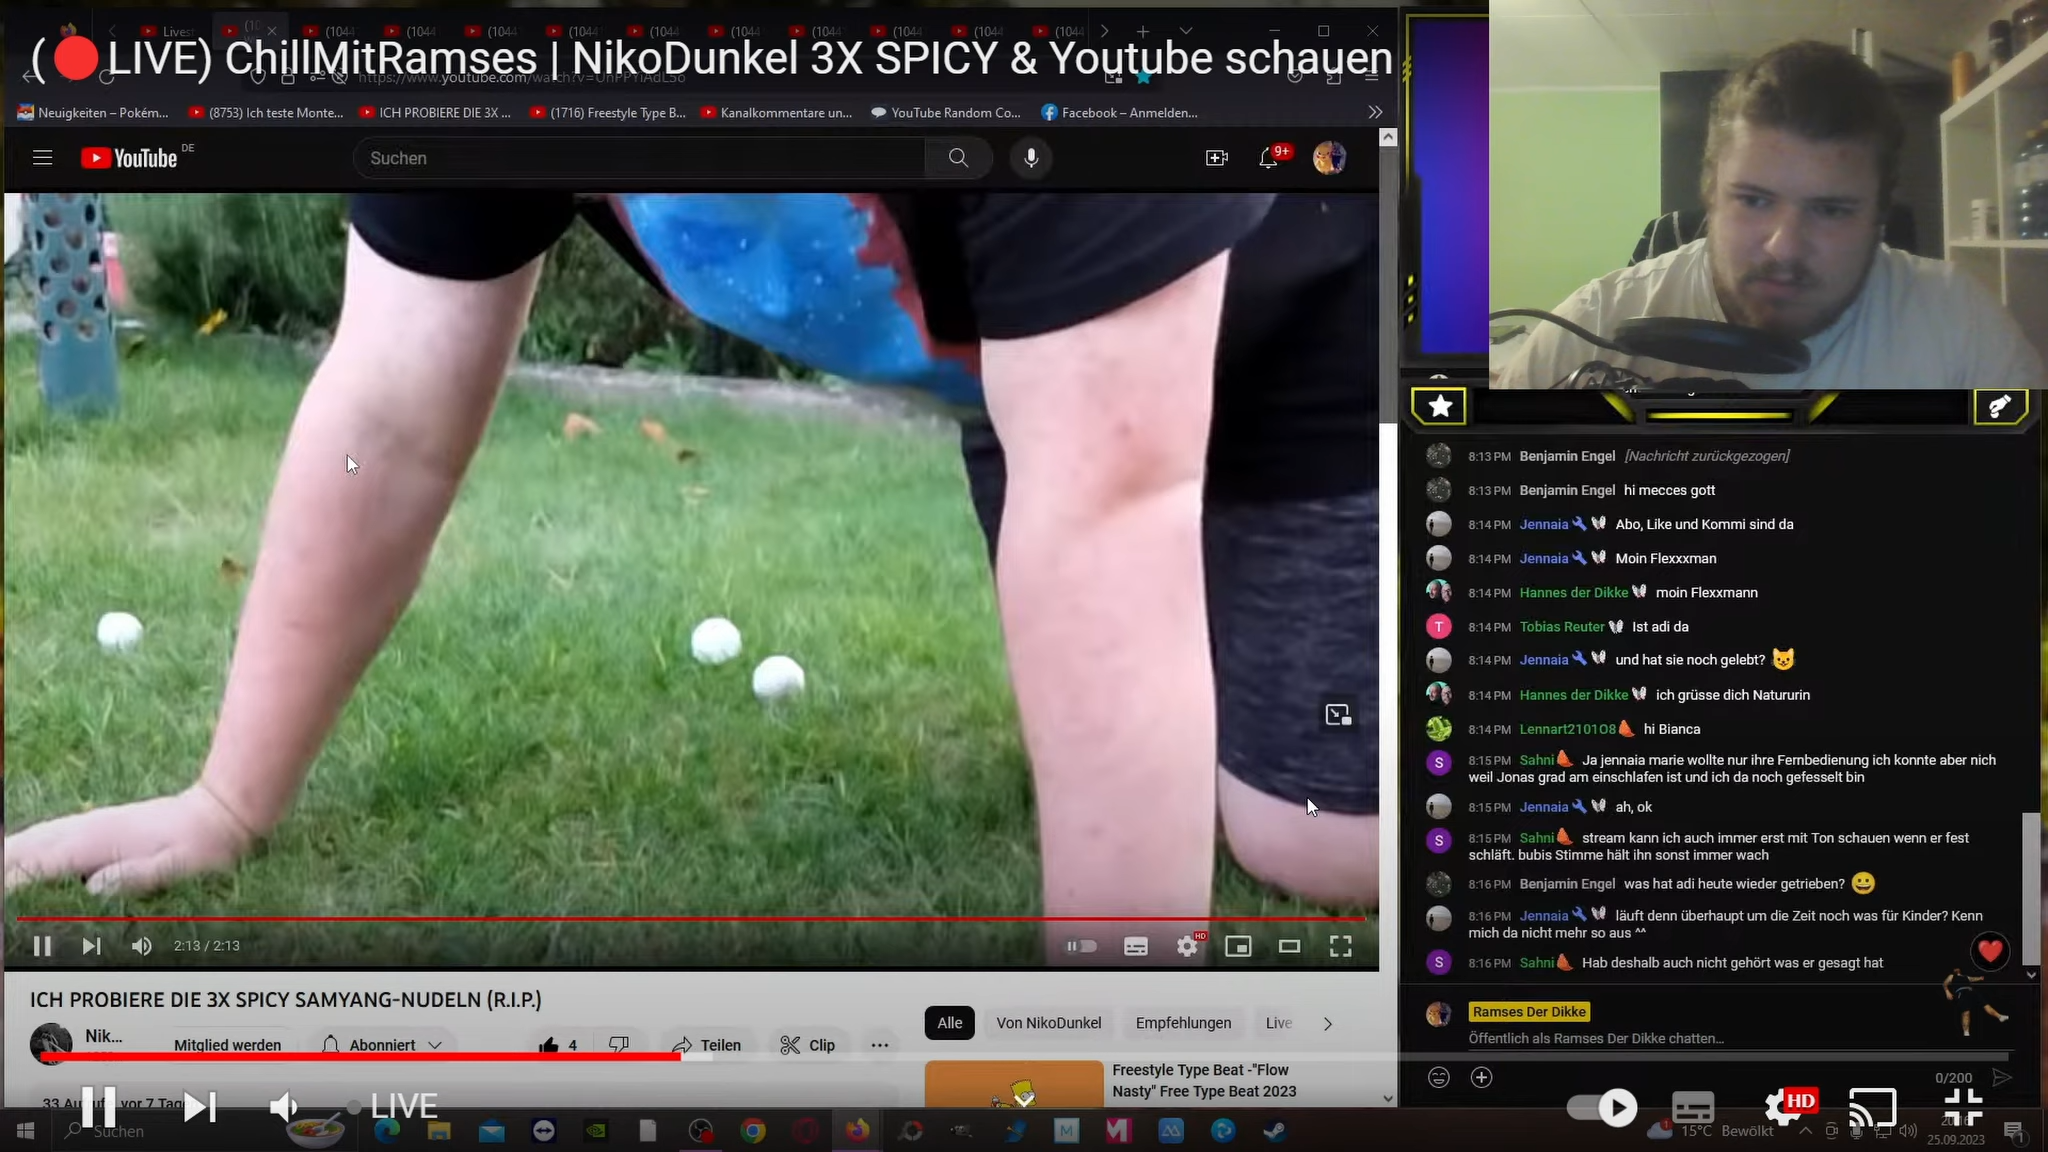 (🔴LIVE) ChillMitRamses | NikoDunkel 3X SPICY & Youtube schauen
Neuigkeiten – Pokém...
(8753) Ich teste Monte...
ICH PROBIERE DIE 3X ...
(1716) Freestyle Type B...
Kanalkommentare un...
YouTube Random Co...
Facebook – Anmelden...
YouTube DE
Suchen
9+
8:13 PM Benjamin Engel [Nachricht zurückgezogen]
8:13 PM Benjamin Engel hi mecces gott
8:14 PM Jennaia Abo, Like und Kommi sind da
8:14 PM Jennaia Moin Flexxxman
8:14 PM Hannes der Dikke moin Flexxmann
T 8:14 PM Tobias Reuter Ist adi da
8:14 PM Jennaia und hat sie noch gelebt? 😺
8:14 PM Hannes der Dikke ich grüsse dich Natururin
8:14 PM Lennart210108 hi Bianca
S 8:15 PM Sahni Ja jennaia marie wollte nur ihre Fernbedienung ich konnte aber nich
weil Jonas grad am einschlafen ist und ich da noch gefesselt bin
8:15 PM Jennaia ah, ok
S 8:15 PM Sahni stream kann ich auch immer erst mit Ton schauen wenn er fest
schläft. bubis Stimme hält ihn sonst immer wach
8:16 PM Benjamin Engel was hat adi heute wieder getrieben? 😀
8:16 PM Jennaia läuft denn überhaupt um die Zeit noch was für Kinder? Kenn
mich da nicht mehr so aus ^^
S 8:16 PM Sahni Hab deshalb auch nicht gehört was er gesagt hat
Ramses Der Dikke
Öffentlich als Ramses Der Dikke chatten...
0/200
2:13 / 2:13
HD
ICH PROBIERE DIE 3X SPICY SAMYANG-NUDELN (R.I.P.)
Nik...
Mitglied werden
Abonniert
4
Teilen
Clip
Alle
Von NikoDunkel
Empfehlungen
Live
Freestyle Type Beat -"Flow
Nasty" Free Type Beat 2023
LIVE
HD
Suchen
15°C Bewölkt
25.09.2023